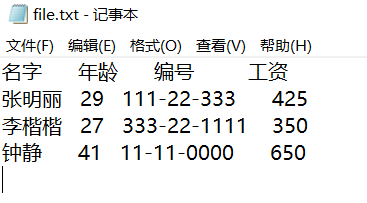 file.txt - 记事本
文件(F) 编辑(E) 格式(O) 查看(V) 帮助(H)
名字 年龄 编号 工资
张明丽 29 111-22-333 425
李楷楷 27 333-22-1111 350
钟静 41 11-11-0000 650